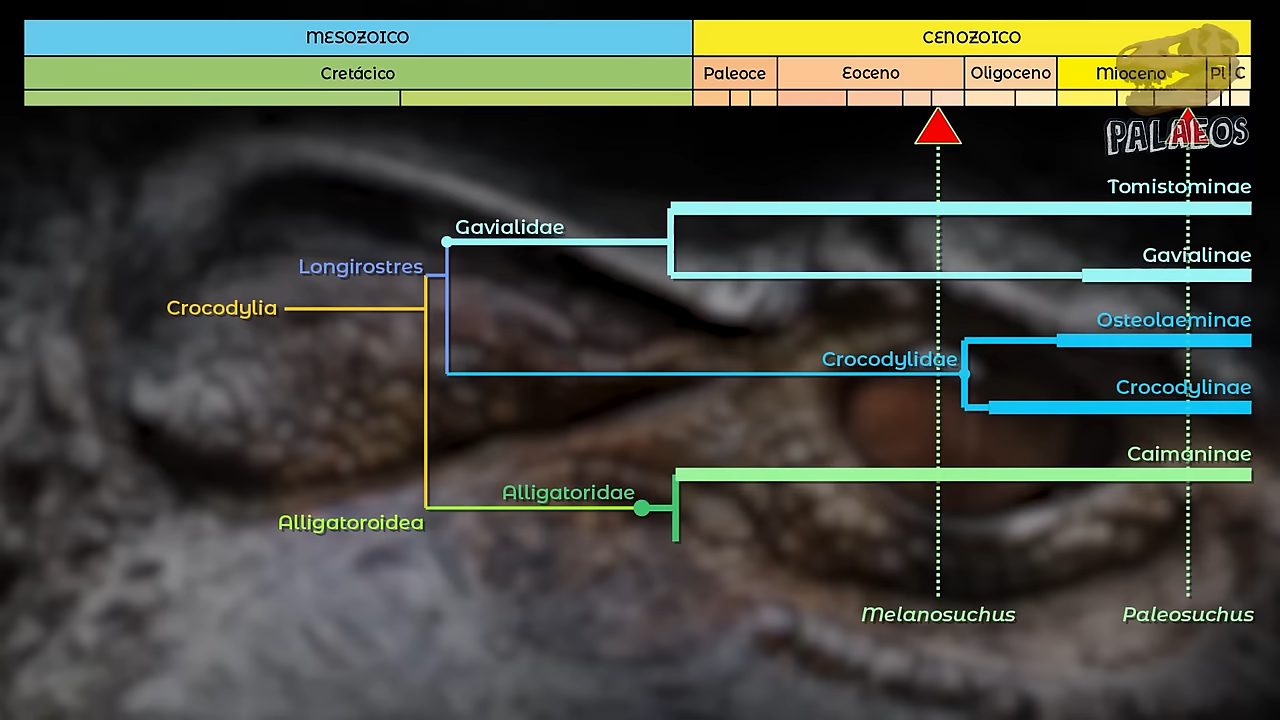 MESOZOICO
CENOZOICO
Cretácico
Paleoce
Eoceno
Oligoceno
Mioceno
Pl
C
PALAEOS
Tomistominae
Gavialidae
Gavialinae
Longirostres
Crocodylia
Osteolaeminae
Crocodylidae
Crocodylinae
Caimaninae
Alligatoridae
Alligatoroidea
Melanosuchus
Paleosuchus